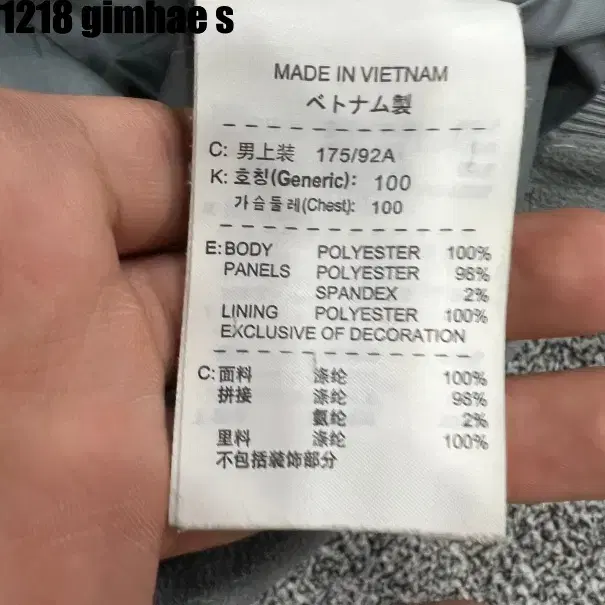 1218 gimhae s
MADE IN VIETNAM
ベトナム製
C: 男上装 175/92A
K: 호칭(Generic): 100
가슴둘레(Chest): 100
E: BODY POLYESTER 100%
PANELS POLYESTER 98%
SPANDEX 2%
LINING POLYESTER 100%
EXCLUSIVE OF DECORATION
C: 面料 涤纶 100%
拼接 涤纶 98%
氨纶 2%
里料 涤纶 100%
不包括装饰部分